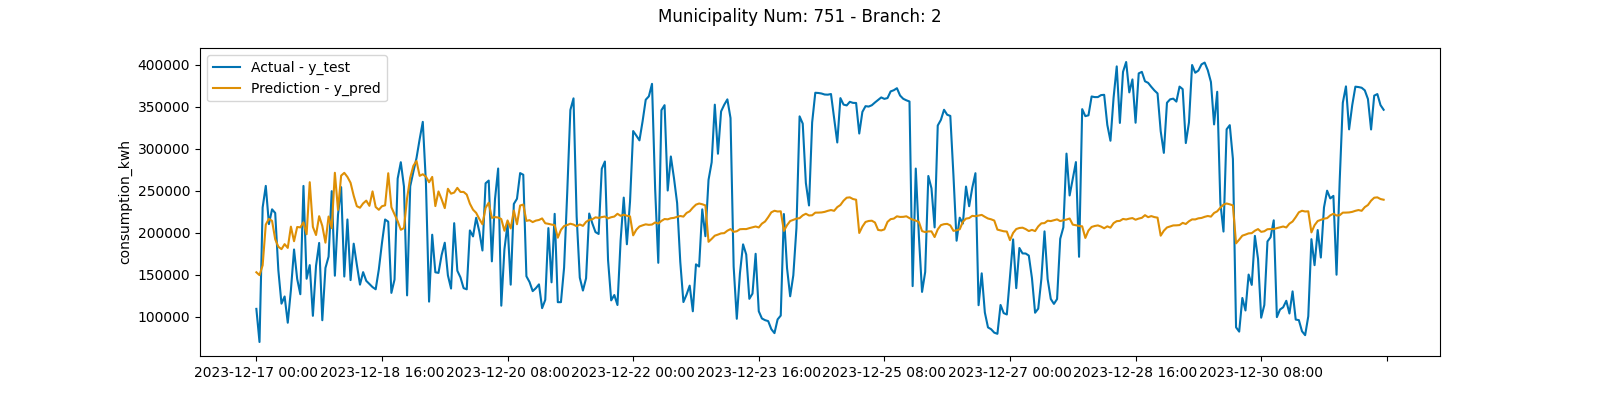 Municipality Num: 751 - Branch: 2
Actual - y_test
Prediction - y_pred
consumption_kwh
400000
350000
300000
250000
200000
150000
100000
2023-12-17 00:00 2023-12-18 16:00 2023-12-20 08:00 2023-12-22 00:00 2023-12-23 16:00 2023-12-25 08:00 2023-12-27 00:00 2023-12-28 16:00 2023-12-30 08:00